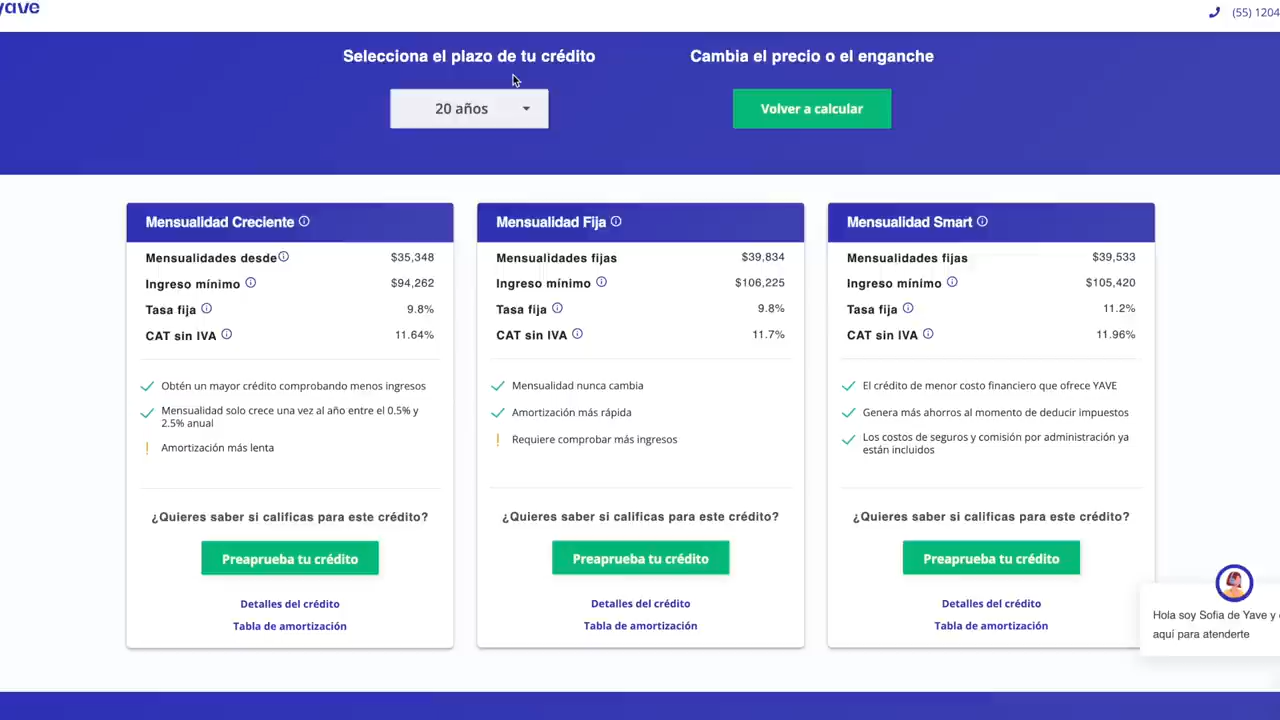 yave
(55) 1204
Selecciona el plazo de tu crédito
Cambia el precio o el enganche
20 años
Volver a calcular
Mensualidad Creciente
Mensualidades desde $35,348
Ingreso mínimo $94,262
Tasa fija 9.8%
CAT sin IVA 11.64%
Obtén un mayor crédito comprobando menos ingresos
Mensualidad solo crece una vez al año entre el 0.5% y
2.5% anual
Amortización más lenta
¿Quieres saber si calificas para este crédito?
Preaprueba tu crédito
Detalles del crédito
Tabla de amortización
Mensualidad Fija
Mensualidades fijas $39,834
Ingreso mínimo $106,225
Tasa fija 9.8%
CAT sin IVA 11.7%
Mensualidad nunca cambia
Amortización más rápida
Requiere comprobar más ingresos
¿Quieres saber si calificas para este crédito?
Preaprueba tu crédito
Detalles del crédito
Tabla de amortización
Mensualidad Smart
Mensualidades fijas $39,533
Ingreso mínimo $105,420
Tasa fija 11.2%
CAT sin IVA 11.96%
El crédito de menor costo financiero que ofrece YAVE
Genera más ahorros al momento de deducir impuestos
Los costos de seguros y comisión por administración ya
están incluidos
¿Quieres saber si calificas para este crédito?
Preaprueba tu crédito
Detalles del crédito
Tabla de amortización
Hola soy Sofia de Yave y
aquí para atenderte